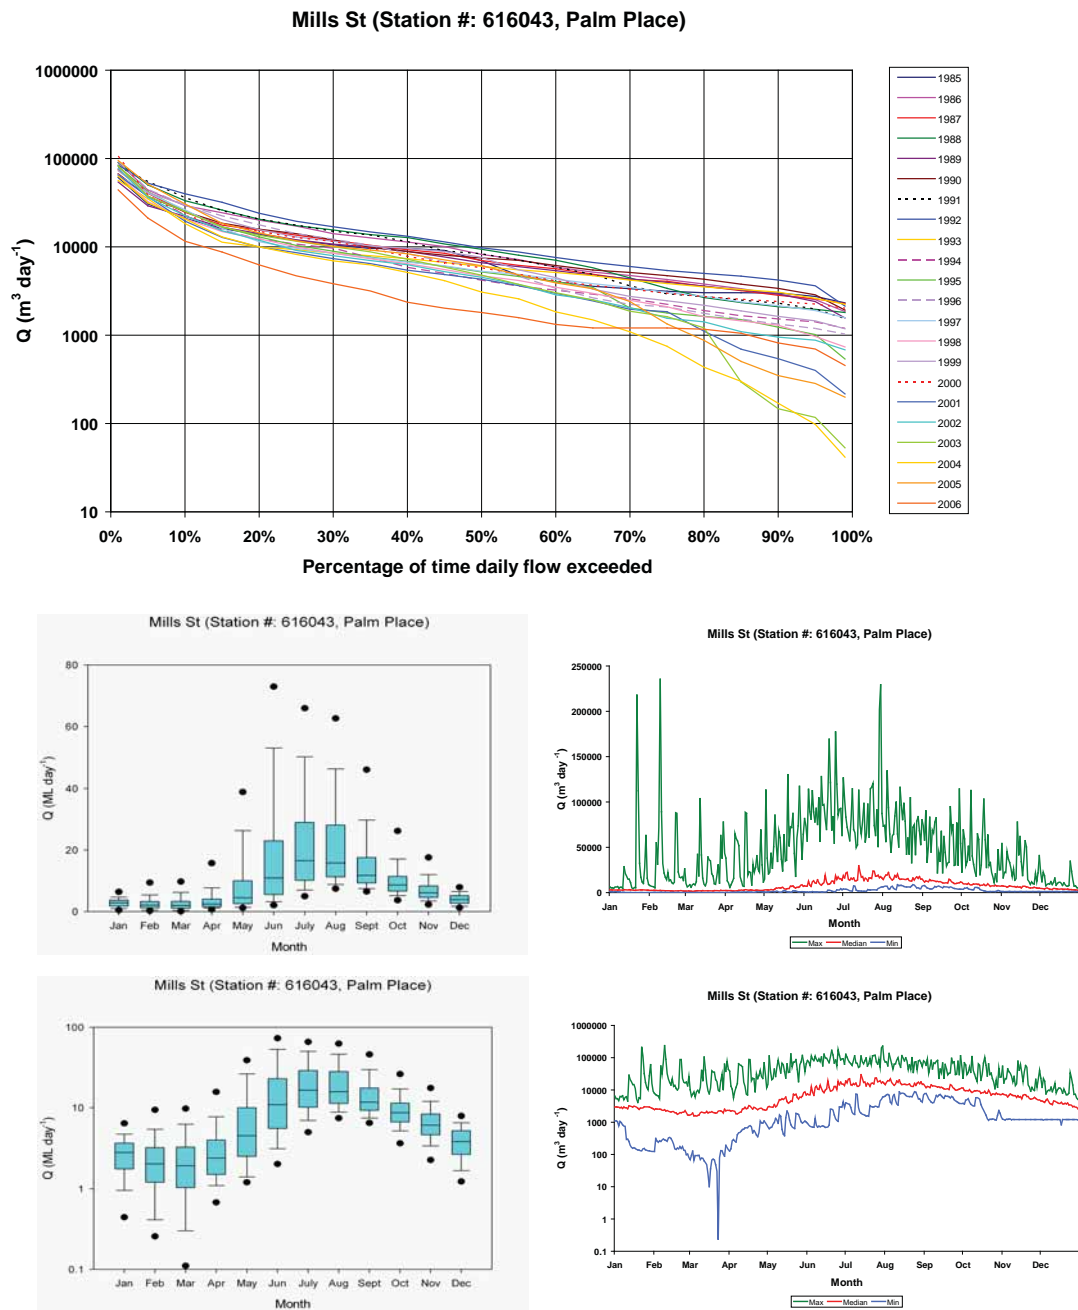 Mills St (Station #: 616043, Palm Place)
1000000
100000
10000
1000
100
10
Q (m³ day⁻¹)
0% 10% 20% 30% 40% 50% 60% 70% 80% 90% 100%
Percentage of time daily flow exceeded
1985
1986
1987
1988
1989
1990
1991
1992
1993
1994
1995
1996
1997
1998
1999
2000
2001
2002
2003
2004
2005
2006
Mills St (Station #: 616043, Palm Place)
80
60
40
20
0
Q (ML day⁻¹)
Jan Feb Mar Apr May Jun July Aug Sept Oct Nov Dec
Month
Mills St (Station #: 616043, Palm Place)
250000
200000
150000
100000
50000
0
Q (m³ day⁻¹)
Jan Feb Mar Apr May Jun Jul Aug Sep Oct Nov Dec
Month
Max Median Min
Mills St (Station #: 616043, Palm Place)
100
10
1
0.1
Q (ML day⁻¹)
Jan Feb Mar Apr May Jun July Aug Sept Oct Nov Dec
Month
Mills St (Station #: 616043, Palm Place)
1000000
100000
10000
1000
100
10
1
0.1
Q (m³ day⁻¹)
Jan Feb Mar Apr May Jun Jul Aug Sep Oct Nov Dec
Month
Max Median Min